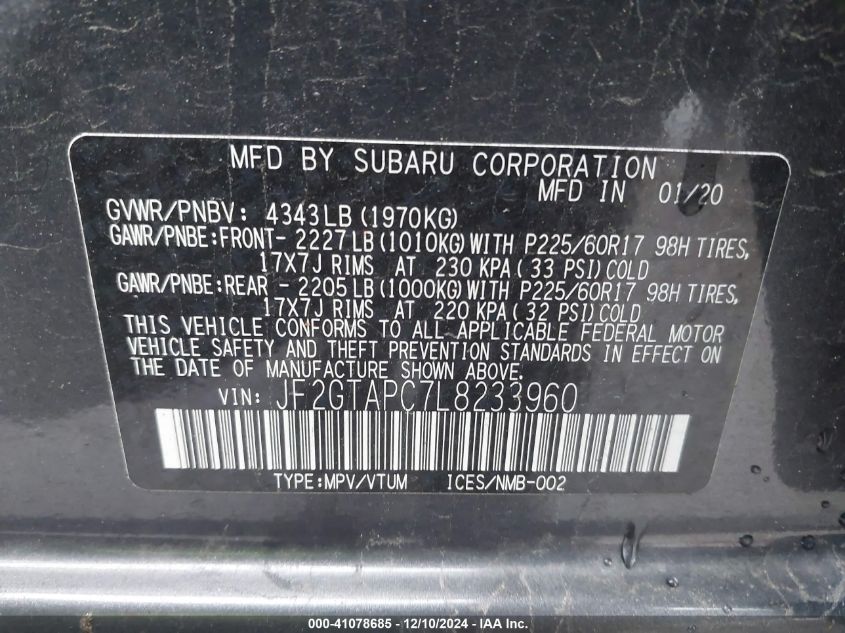 MFD BY SUBARU CORPORATION
MFD IN 01/20
GVWR/PNBV: 4343LB (1970KG)
GAWR/PNBE:FRONT- 2227 LB (1010KG) WITH P225/60R17 98H TIRES,
17X7J RIMS AT 230 KPA ( 33 PSI) COLD
GAWR/PNBE:REAR - 2205 LB (1000KG) WITH P225/60R17 98H TIRES,
17X7J RIMS AT 220 KPA ( 32 PSI) COLD
THIS VEHICLE CONFORMS TO ALL APPLICABLE FEDERAL MOTOR
VEHICLE SAFETY AND THEFT PREVENTION STANDARDS IN EFFECT ON
THE DATE OF MANUFACTURE SHOWN ABOVE.
VIN: JF2GTAPC7L8233960
TYPE:MPV/VTUM ICES/NMB-002
000-41078685 - 12/10/2024 - IAA Inc.